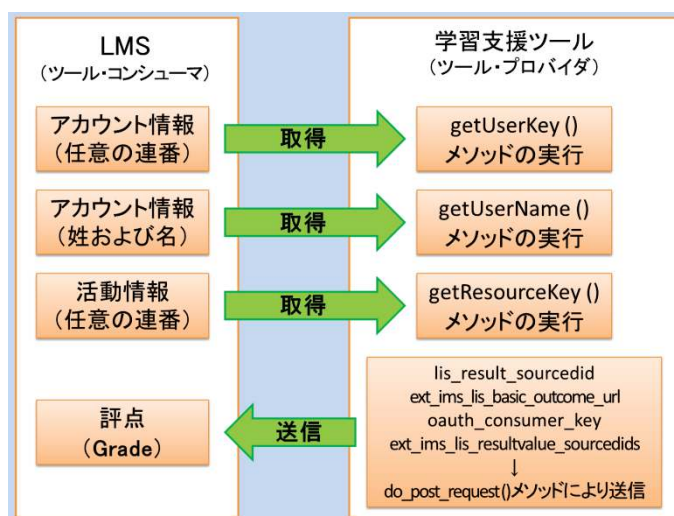 LMS
(ツール・コンシューマ)
学習支援ツール
(ツール・プロバイダ)
アカウント情報
(任意の連番)
取得
getUserKey ()
メソッドの実行
アカウント情報
(姓および名)
取得
getUserName ()
メソッドの実行
活動情報
(任意の連番)
取得
getResourceKey ()
メソッドの実行
評点
(Grade)
送信
lis_result_sourcedid
ext_ims_lis_basic_outcome_url
oauth_consumer_key
ext_ims_lis_resultvalue_sourcedids
↓
do_post_request()メソッドにより送信